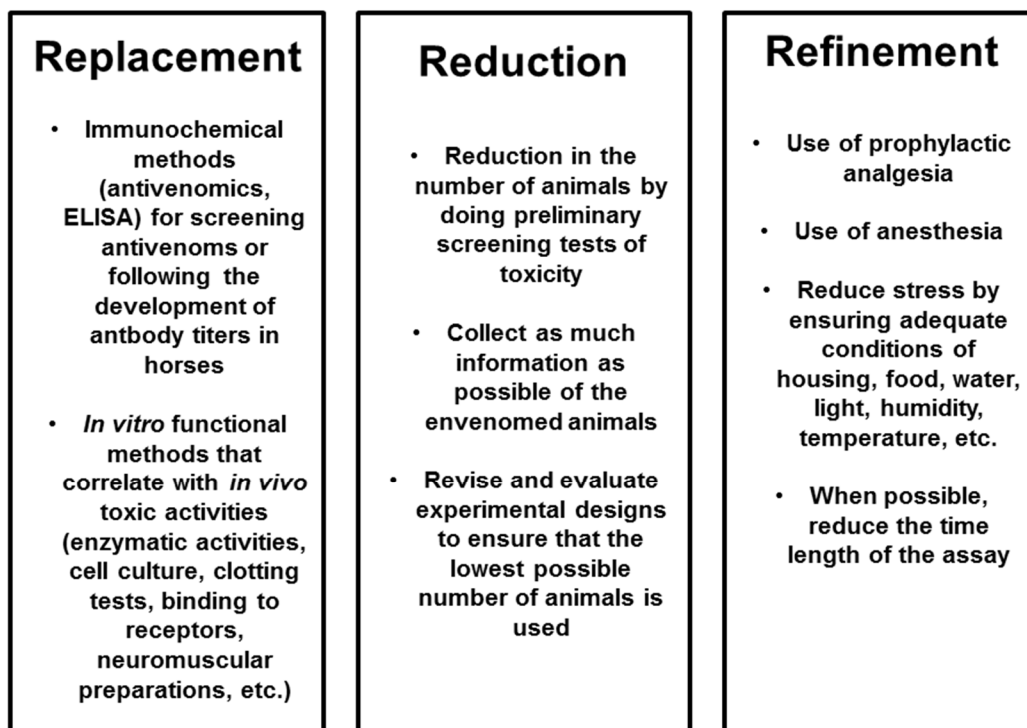 Replacement
• Immunochemical
methods
(antivenomics,
ELISA) for screening
antivenoms or
following the
development of
antbody titers in
horses
• In vitro functional
methods that
correlate with in vivo
toxic activities
(enzymatic activities,
cell culture, clotting
tests, binding to
receptors,
neuromuscular
preparations, etc.)
Reduction
• Reduction in the
number of animals by
doing preliminary
screening tests of
toxicity
• Collect as much
information as
possible of the
envenomed animals
• Revise and evaluate
experimental designs
to ensure that the
lowest possible
number of animals is
used
Refinement
• Use of prophylactic
analgesia
• Use of anesthesia
• Reduce stress by
ensuring adequate
conditions of
housing, food, water,
light, humidity,
temperature, etc.
• When possible,
reduce the time
length of the assay